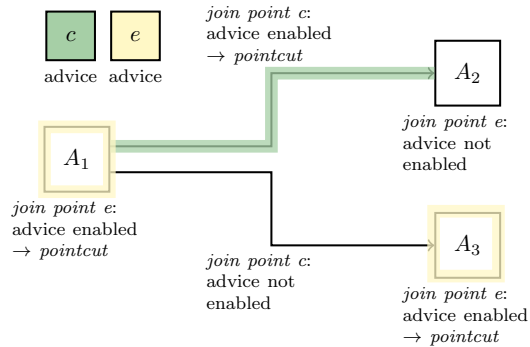 c
advice
e
advice
join point c:
advice enabled
→ pointcut
A2
join point e:
advice not
enabled
A1
join point e:
advice enabled
→ pointcut
join point c:
advice not
enabled
A3
join point e:
advice enabled
→ pointcut